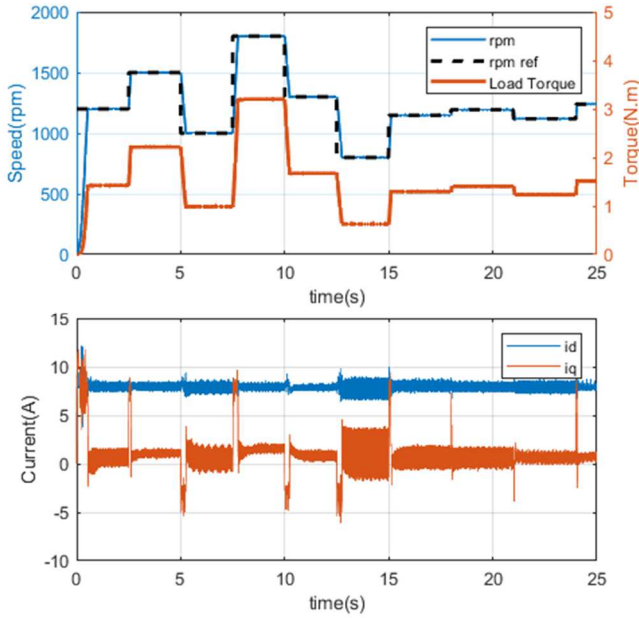 2000
1500
1000
500
0
Speed(rpm)
rpm
rpm ref
Load Torque
5
4
3
2
1
0
Torque(N.m)
0 5 10 15 20 25
time(s)
15
10
5
0
-5
-10
Current(A)
id
iq
0 5 10 15 20 25
time(s)